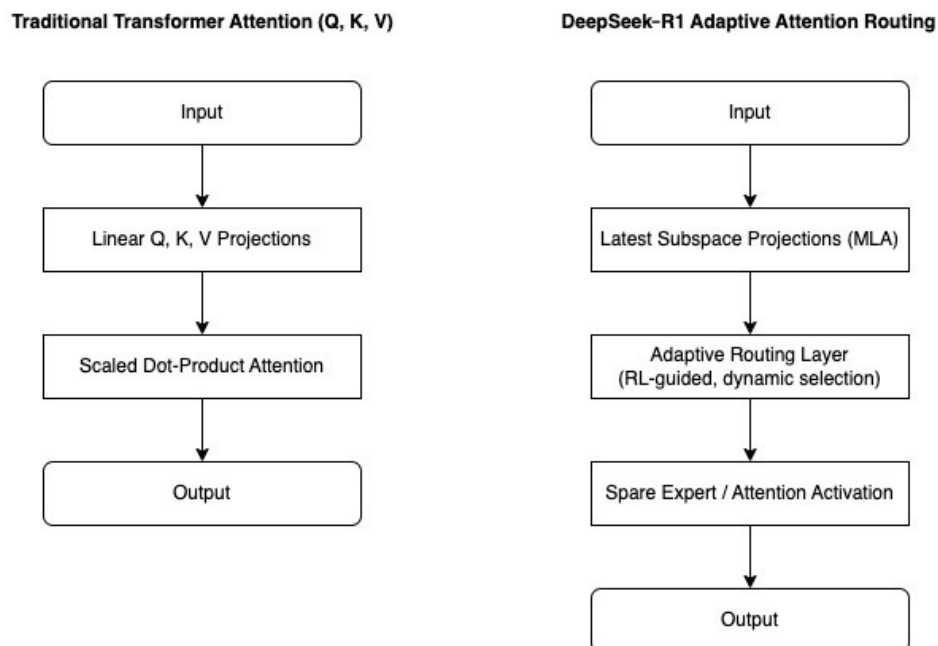 Traditional Transformer Attention (Q, K, V)
Input
Linear Q, K, V Projections
Scaled Dot-Product Attention
Output
DeepSeek-R1 Adaptive Attention Routing
Input
Latest Subspace Projections (MLA)
Adaptive Routing Layer
(RL-guided, dynamic selection)
Spare Expert / Attention Activation
Output